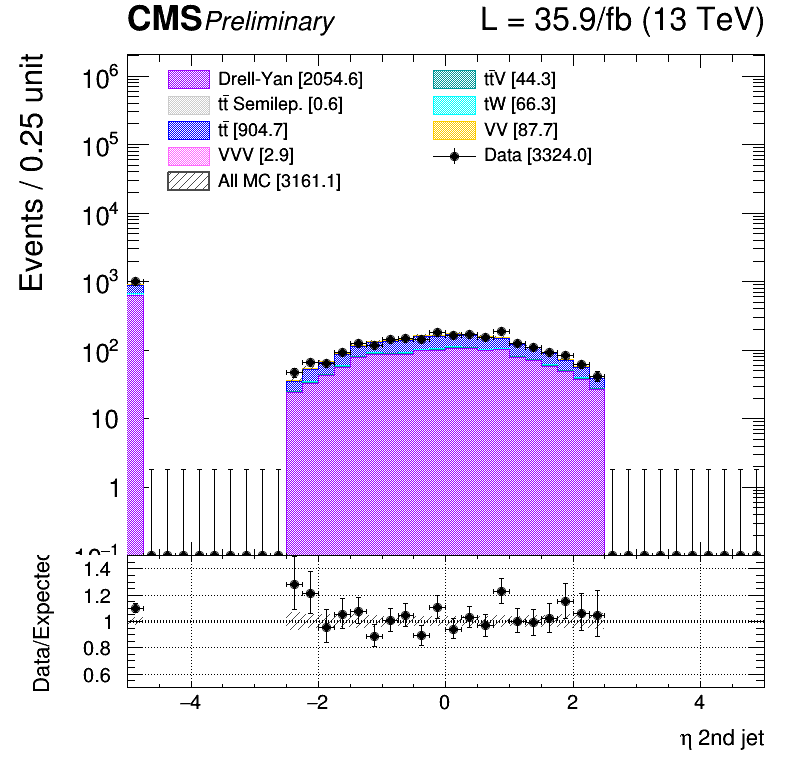 CMS Preliminary L = 35.9/fb (13 TeV)
Events / 0.25 unit
10⁶
10⁵
10⁴
10³
10²
10
1
10⁻¹
Drell-Yan [2054.6]
tt̄ Semilep. [0.6]
tt̄ [904.7]
VVV [2.9]
All MC [3161.1]
tt̄V [44.3]
tW [66.3]
VV [87.7]
Data [3324.0]
Data/Expected
1.4
1.2
1
0.8
0.6
−4 −2 0 2 4
η 2nd jet